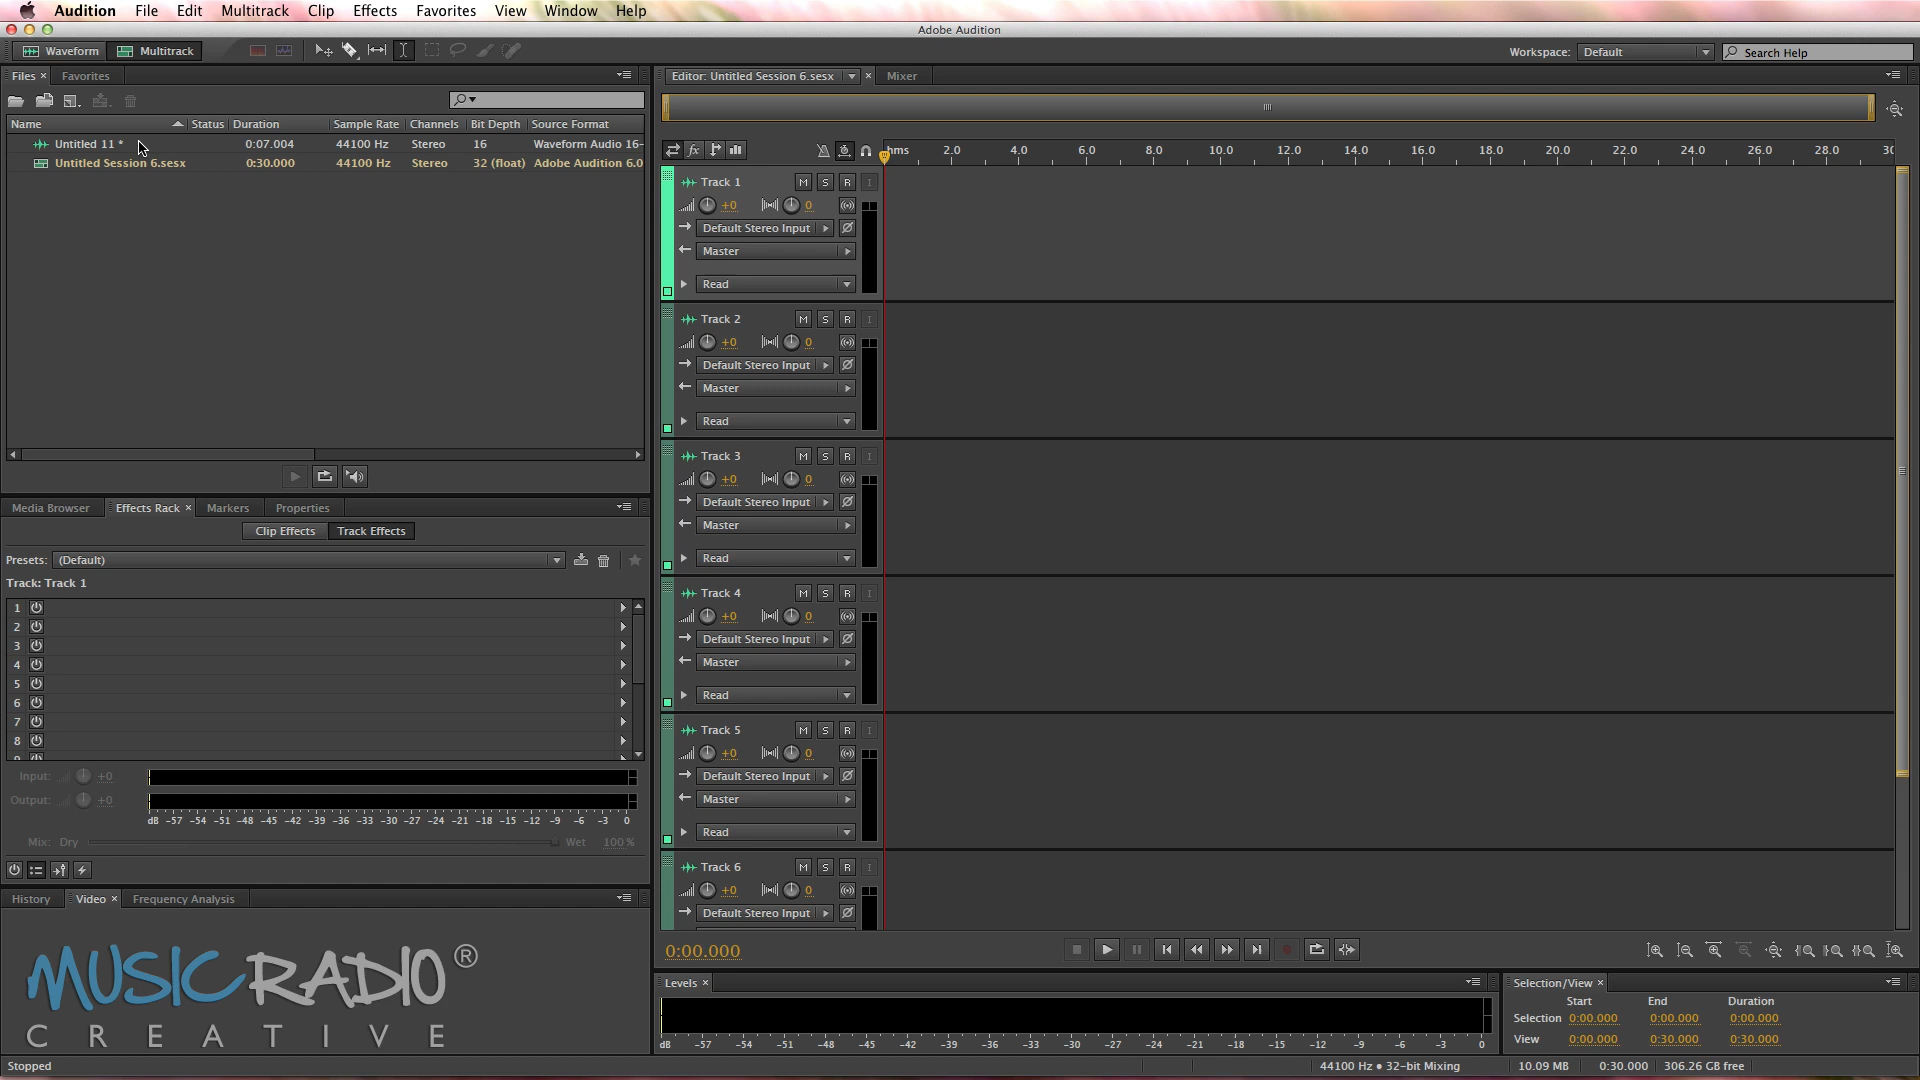 Audition File Edit Multitrack Clip Effects Favorites View Window Help
Adobe Audition
Waveform Multitrack Workspace: Default Search Help
Files × Favorites
Name Status Duration Sample Rate Channels Bit Depth Source Format
Untitled 11 * 0:07.004 44100 Hz Stereo 16 Waveform Audio 16-
Untitled Session 6.sesx 0:30.000 44100 Hz Stereo 32 (float) Adobe Audition 6.0
Media Browser Effects Rack × Markers Properties
Clip Effects Track Effects
Presets: (Default)
Track: Track 1
1
2
3
4
5
6
7
8
Input: +0
Output: +0
dB -57 -54 -51 -48 -45 -42 -39 -36 -33 -30 -27 -24 -21 -18 -15 -12 -9 -6 -3 0
Mix: Dry Wet 100 %
History Video × Frequency Analysis
MUSICRADIO®
CREATIVE
Editor: Untitled Session 6.sesx × Mixer
fx hms 2.0 4.0 6.0 8.0 10.0 12.0 14.0 16.0 18.0 20.0 22.0 24.0 26.0 28.0 30
Track 1 M S R I
+0 0
Default Stereo Input
Master
Read
Track 2 M S R I
+0 0
Default Stereo Input
Master
Read
Track 3 M S R I
+0 0
Default Stereo Input
Master
Read
Track 4 M S R I
+0 0
Default Stereo Input
Master
Read
Track 5 M S R I
+0 0
Default Stereo Input
Master
Read
Track 6 M S R I
+0 0
Default Stereo Input
0:00.000
Levels ×
dB -57 -54 -51 -48 -45 -42 -39 -36 -33 -30 -27 -24 -21 -18 -15 -12 -9 -6 -3 0
Selection/View ×
Start End Duration
Selection 0:00.000 0:00.000 0:00.000
View 0:00.000 0:30.000 0:30.000
Stopped 44100 Hz • 32-bit Mixing 10.09 MB 0:30.000 306.26 GB free